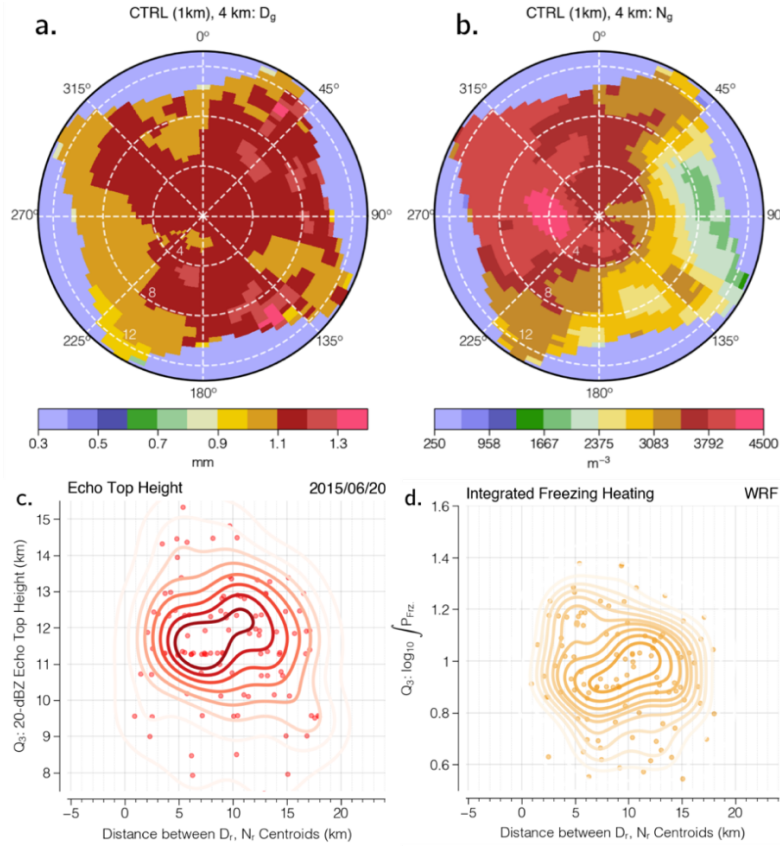 a.
CTRL (1km), 4 km: Dg
0°
45°
90°
135°
180°
225°
270°
315°
4
8
12
0.3 0.5 0.7 0.9 1.1 1.3
mm
b.
CTRL (1km), 4 km: Ng
0°
45°
90°
135°
180°
225°
270°
315°
8
12
250 958 1667 2375 3083 3792 4500
m⁻³
c.
Echo Top Height 2015/06/20
Q₃: 20-dBZ Echo Top Height (km)
15
14
13
12
11
10
9
8
−5 0 5 10 15 20
Distance between Dr, Nr Centroids (km)
d.
Integrated Freezing Heating WRF
Q₃: log₁₀ ∫ PFrz.
1.6
1.4
1.2
1
0.8
0.6
−5 0 5 10 15 20
Distance between Dr, Nr Centroids (km)